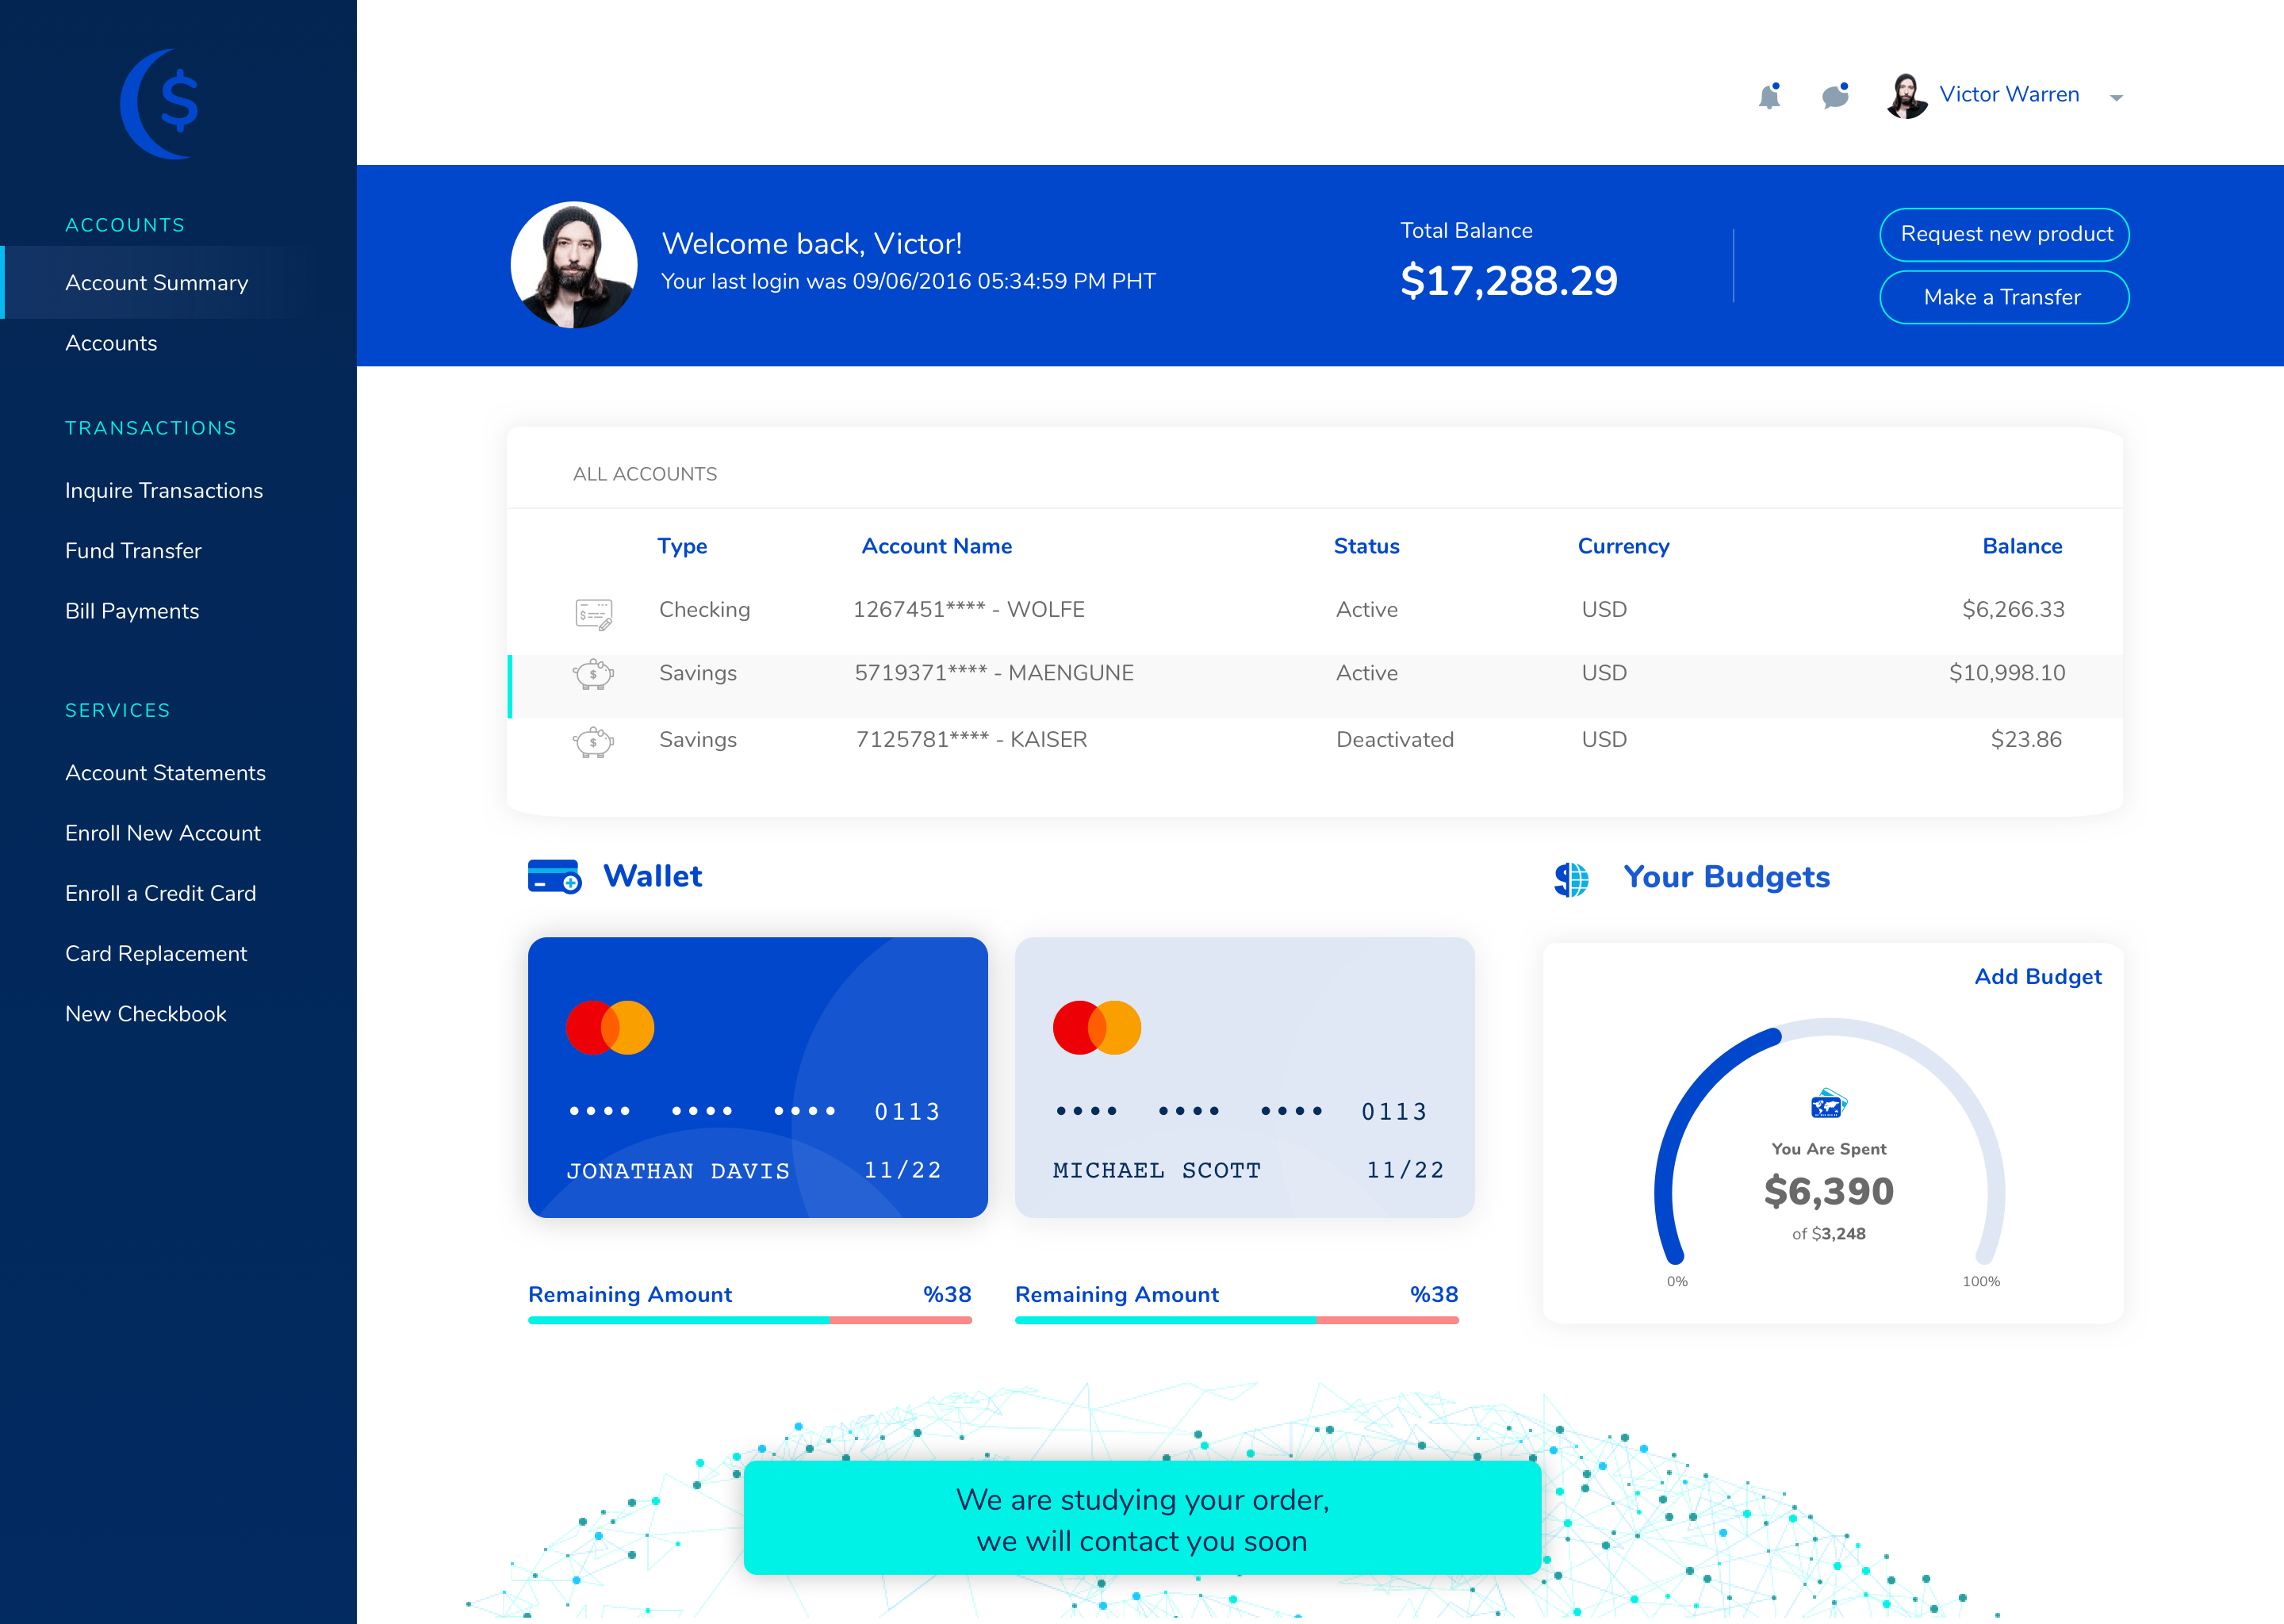 $
Victor Warren
ACCOUNTS
Account Summary
Accounts
TRANSACTIONS
Inquire Transactions
Fund Transfer
Bill Payments
SERVICES
Account Statements
Enroll New Account
Enroll a Credit Card
Card Replacement
New Checkbook
Welcome back, Victor!
Your last login was 09/06/2016 05:34:59 PM PHT
Total Balance
$17,288.29
Request new product
Make a Transfer
ALL ACCOUNTS
Type Account Name Status Currency Balance
Checking 1267451**** - WOLFE Active USD $6,266.33
Savings 5719371**** - MAENGUNE Active USD $10,998.10
Savings 7125781**** - KAISER Deactivated USD $23.86
Wallet
•••• •••• •••• 0113
JONATHAN DAVIS 11/22
Remaining Amount %38
•••• •••• •••• 0113
MICHAEL SCOTT 11/22
Remaining Amount %38
Your Budgets
Add Budget
You Are Spent
$6,390
of $3,248
0% 100%
We are studying your order,
we will contact you soon